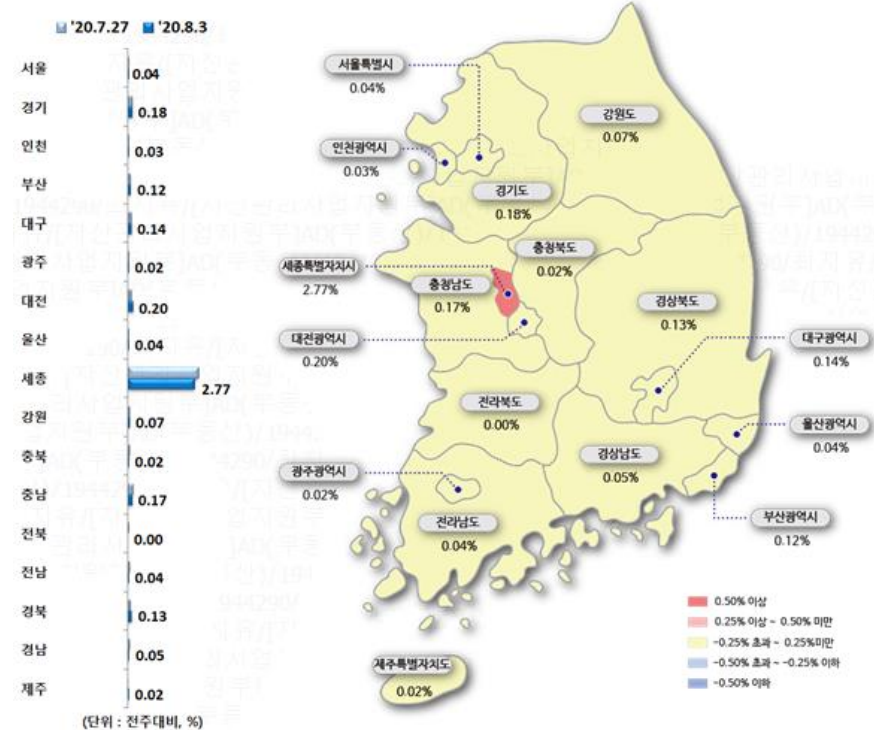 '20.7.27 '20.8.3
서울 0.04
경기 0.18
인천 0.03
부산 0.12
대구 0.14
광주 0.02
대전 0.20
울산 0.04
세종 2.77
강원 0.07
충북 0.02
충남 0.17
전북 0.00
전남 0.04
경북 0.13
경남 0.05
제주 0.02
(단위 : 전주대비, %)
서울특별시
0.04%
강원도
0.07%
인천광역시
0.03%
경기도
0.18%
충청북도
0.02%
세종특별자치시
2.77%
충청남도
0.17%
경상북도
0.13%
대전광역시
0.20%
대구광역시
0.14%
전라북도
0.00%
울산광역시
0.04%
경상남도
0.05%
광주광역시
0.02%
전라남도
0.04%
부산광역시
0.12%
제주특별자치도
0.02%
0.50% 이상
0.25% 이상 ~ 0.50% 미만
-0.25% 초과 ~ 0.25%미만
-0.50% 초과 ~ -0.25% 이하
-0.50% 이하